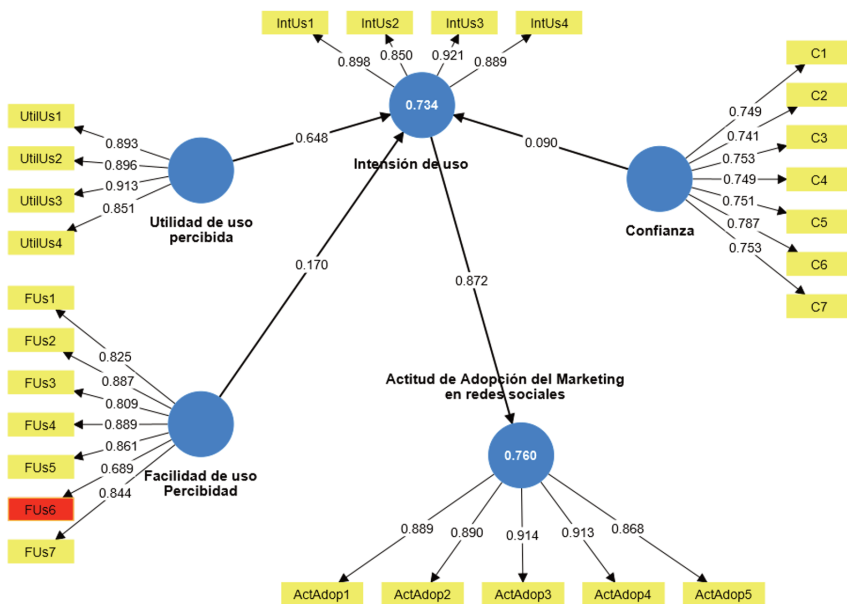 IntUs1 IntUs2 IntUs3 IntUs4
0.898 0.850 0.921 0.889
0.734
Intensión de uso
UtilUs1
UtilUs2
UtilUs3
UtilUs4
0.893
0.896
0.913
0.851
Utilidad de uso
percibida
0.648
0.090
C1
C2
C3
C4
C5
C6
C7
0.749
0.741
0.753
0.749
0.751
0.787
0.753
Confianza
0.170
0.872
FUs1
FUs2
FUs3
FUs4
FUs5
FUs6
FUs7
0.825
0.887
0.809
0.889
0.861
0.689
0.844
Facilidad de uso
Percibidad
Actitud de Adopción del Marketing
en redes sociales
0.760
0.889 0.890 0.914 0.913 0.868
ActAdop1 ActAdop2 ActAdop3 ActAdop4 ActAdop5